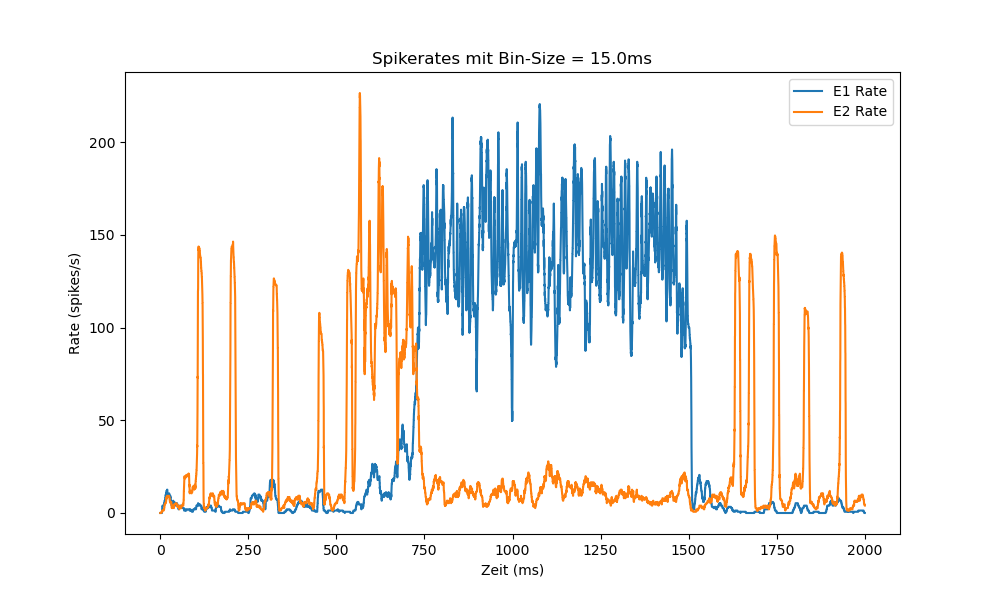 Spikerates mit Bin-Size = 15.0ms
E1 Rate
E2 Rate
Rate (spikes/s)
200
150
100
50
0
0 250 500 750 1000 1250 1500 1750 2000
Zeit (ms)